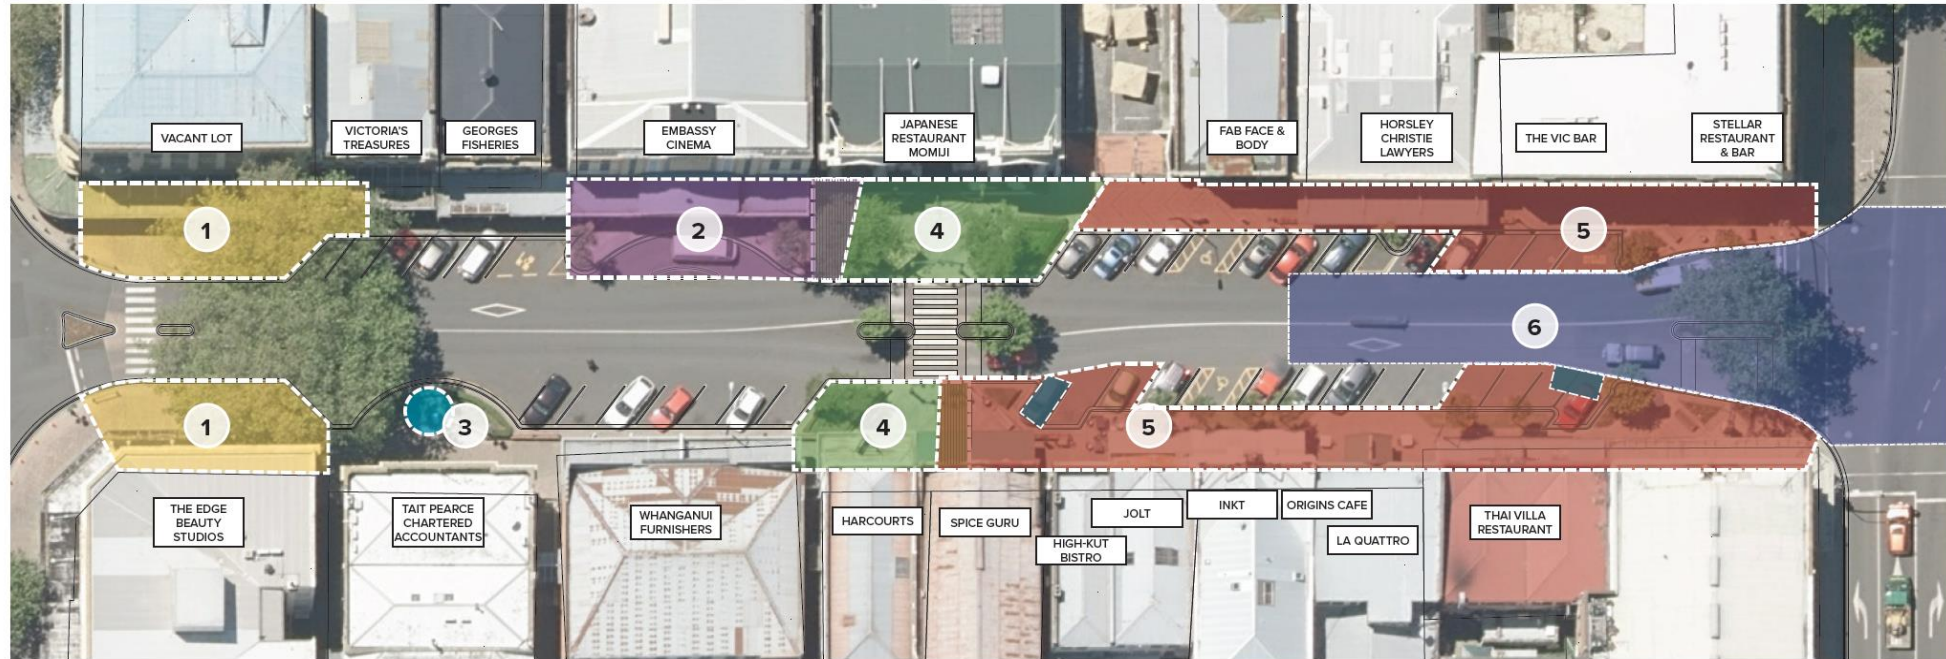 VACANT LOT
VICTORIA'S
TREASURES
GEORGES
FISHERIES
EMBASSY
CINEMA
JAPANESE
RESTAURANT
MOMIJI
FAB FACE &
BODY
HORSLEY
CHRISTIE
LAWYERS
THE VIC BAR
STELLAR
RESTAURANT
& BAR
1
2
4
5
6
1
3
4
5
THE EDGE
BEAUTY
STUDIOS
TAIT PEARCE
CHARTERED
ACCOUNTANTS
WHANGANUI
FURNISHERS
HARCOURTS
SPICE GURU
HIGH-KUT
BISTRO
JOLT
INKT
ORIGINS CAFE
LA QUATTRO
THAI VILLA
RESTAURANT